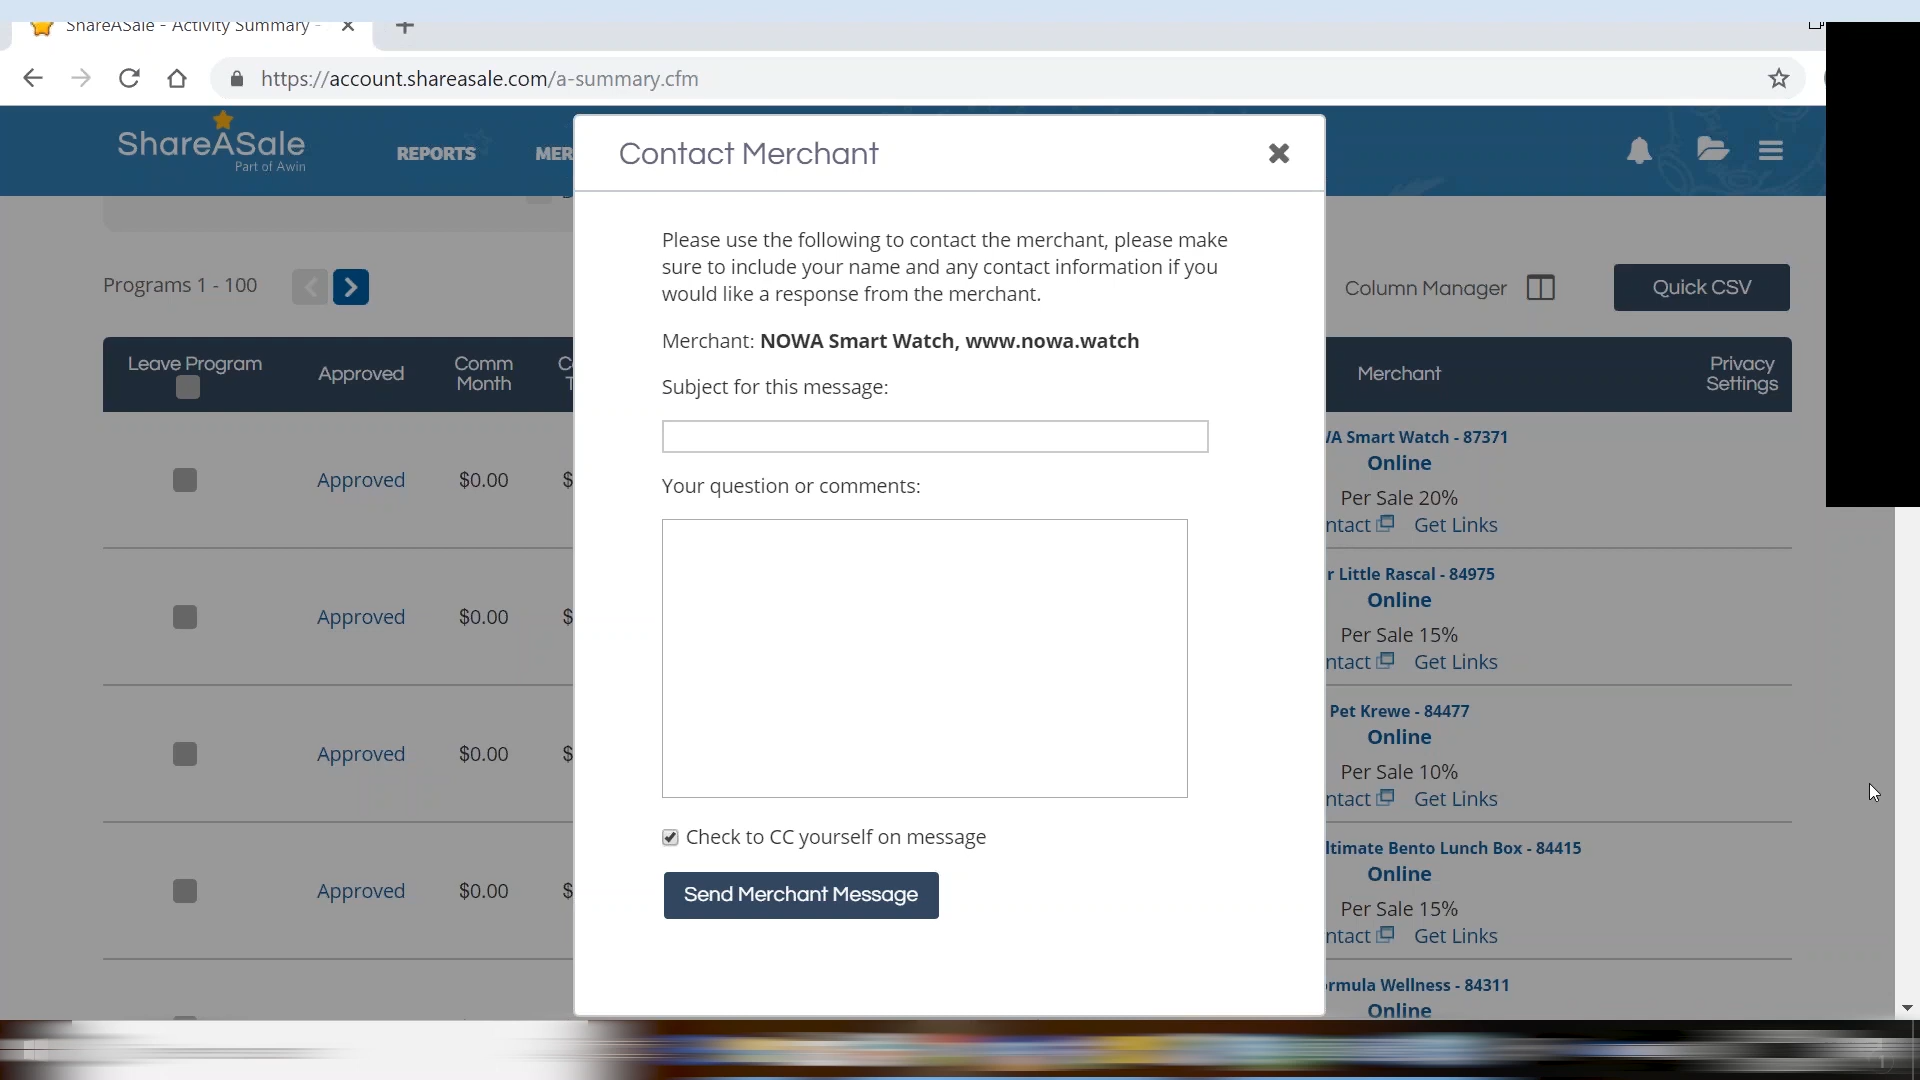 ShareASale - Activity Summary -
https://account.shareasale.com/a-summary.cfm
ShareASale
Part of Awin
REPORTS
MER
Contact Merchant
Please use the following to contact the merchant, please make
sure to include your name and any contact information if you
would like a response from the merchant.
Merchant: NOWA Smart Watch, www.nowa.watch
Subject for this message:
Your question or comments:
Check to CC yourself on message
Send Merchant Message
Programs 1 - 100
Column Manager
Quick CSV
Leave Program
Approved
Comm
Month
Merchant
Privacy
Settings
Approved $0.00 $
WA Smart Watch - 87371
Online
Per Sale 20%
ntact Get Links
Approved $0.00 $
r Little Rascal - 84975
Online
Per Sale 15%
ntact Get Links
Approved $0.00 $
Pet Krewe - 84477
Online
Per Sale 10%
ntact Get Links
Approved $0.00 $
ltimate Bento Lunch Box - 84415
Online
Per Sale 15%
ntact Get Links
ormula Wellness - 84311
Online